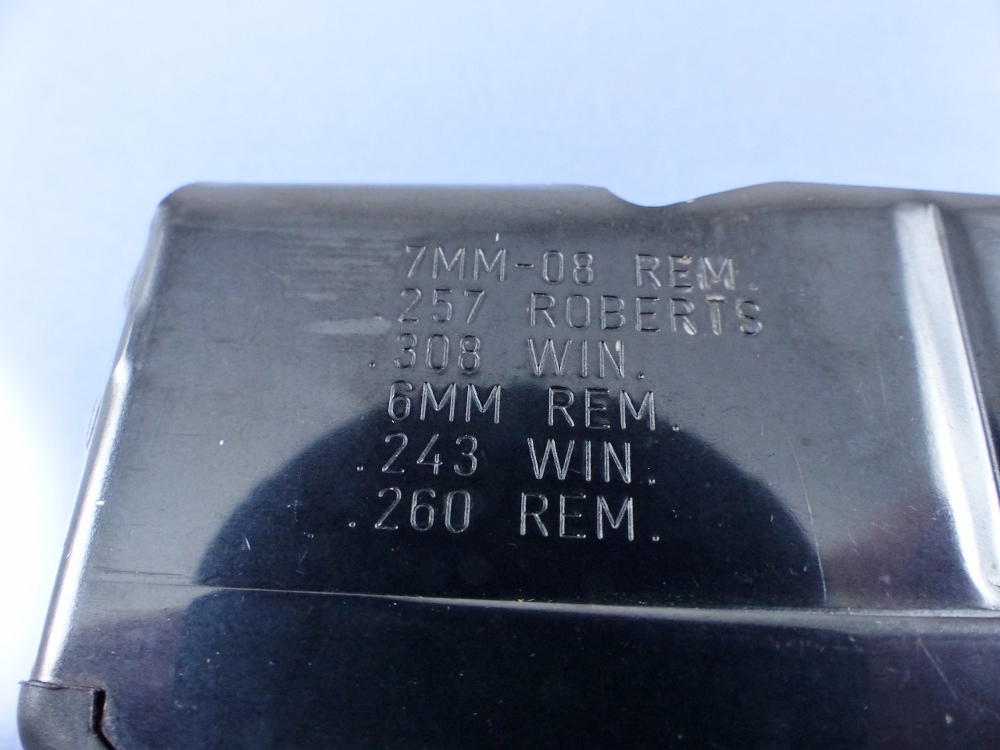 7MM-08 REM.
.257 ROBERTS
.308 WIN.
6MM REM.
.243 WIN.
.260 REM.